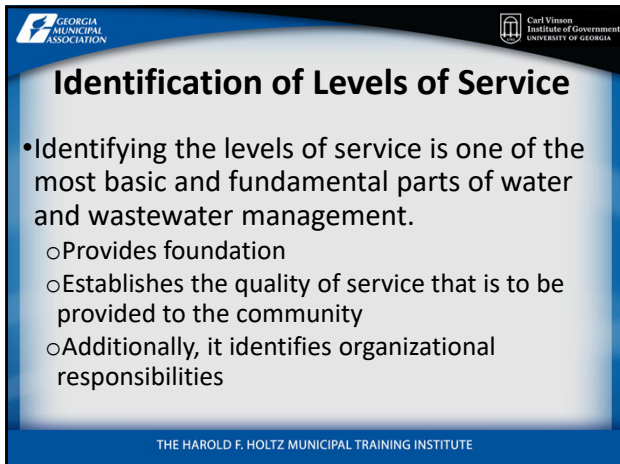 GEORGIA
MUNICIPAL
ASSOCIATION
Carl Vinson
Institute of Government
UNIVERSITY OF GEORGIA
Identification of Levels of Service
•Identifying the levels of service is one of the
most basic and fundamental parts of water
and wastewater management.
oProvides foundation
oEstablishes the quality of service that is to be
provided to the community
oAdditionally, it identifies organizational
responsibilities
THE HAROLD F. HOLTZ MUNICIPAL TRAINING INSTITUTE